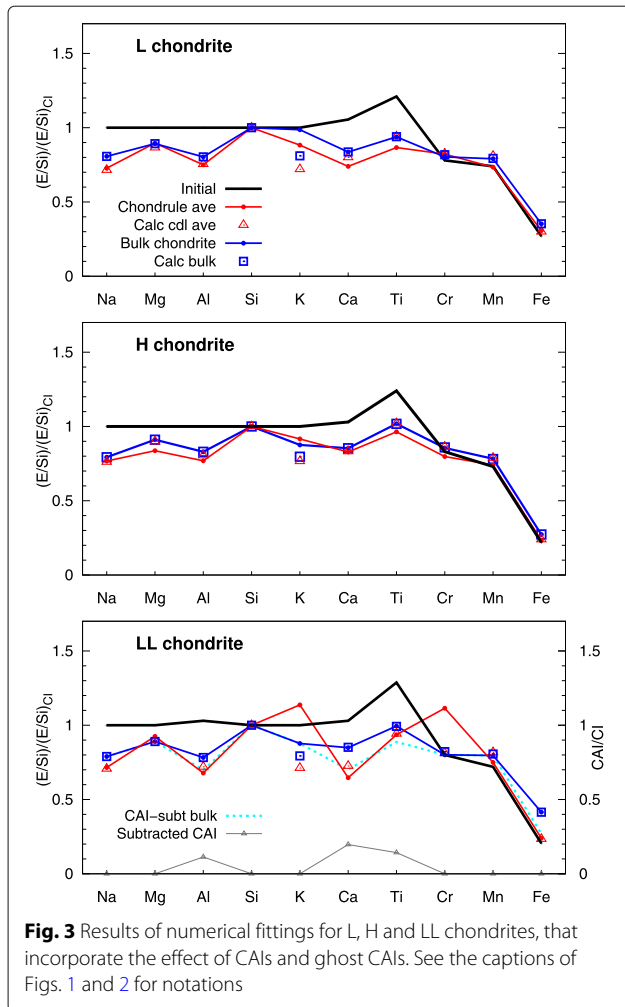 L chondrite
1.5
1
0.5
0
(E/Si)/(E/Si)CI
Initial
Chondrule ave
Calc cdl ave
Bulk chondrite
Calc bulk
Na Mg Al Si K Ca Ti Cr Mn Fe
H chondrite
1.5
1
0.5
0
(E/Si)/(E/Si)CI
Na Mg Al Si K Ca Ti Cr Mn Fe
LL chondrite
1.5
1
0.5
0
(E/Si)/(E/Si)CI
1.5
1
0.5
0
CAI/CI
CAI-subt bulk
Subtracted CAI
Na Mg Al Si K Ca Ti Cr Mn Fe
Fig. 3 Results of numerical fittings for L, H and LL chondrites, that
incorporate the effect of CAIs and ghost CAIs. See the captions of
Figs. 1 and 2 for notations